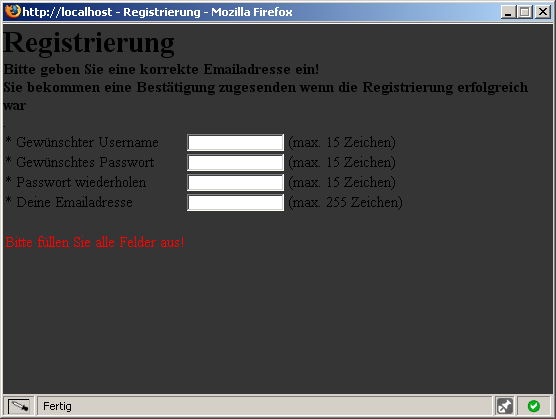 http://localhost - Registrierung - Mozilla Firefox
Registrierung
Bitte geben Sie eine korrekte Emailadresse ein!
Sie bekommen eine Bestätigung zugesenden wenn die Registrierung erfolgreich
war
* Gewünschter Username (max. 15 Zeichen)
* Gewünschtes Passwort (max. 15 Zeichen)
* Passwort wiederholen (max. 15 Zeichen)
* Deine Emailadresse (max. 255 Zeichen)
Bitte füllen Sie alle Felder aus!
Fertig